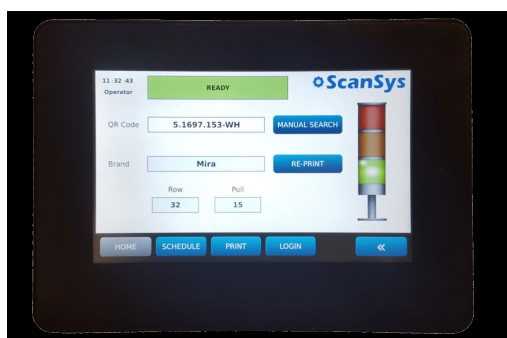 11:32:43
Operator
READY
ScanSys
QR Code
5.1697.153-WH
MANUAL SEARCH
Brand
Mira
RE-PRINT
Row
Pull
32
15
HOME
SCHEDULE
PRINT
LOGIN
«